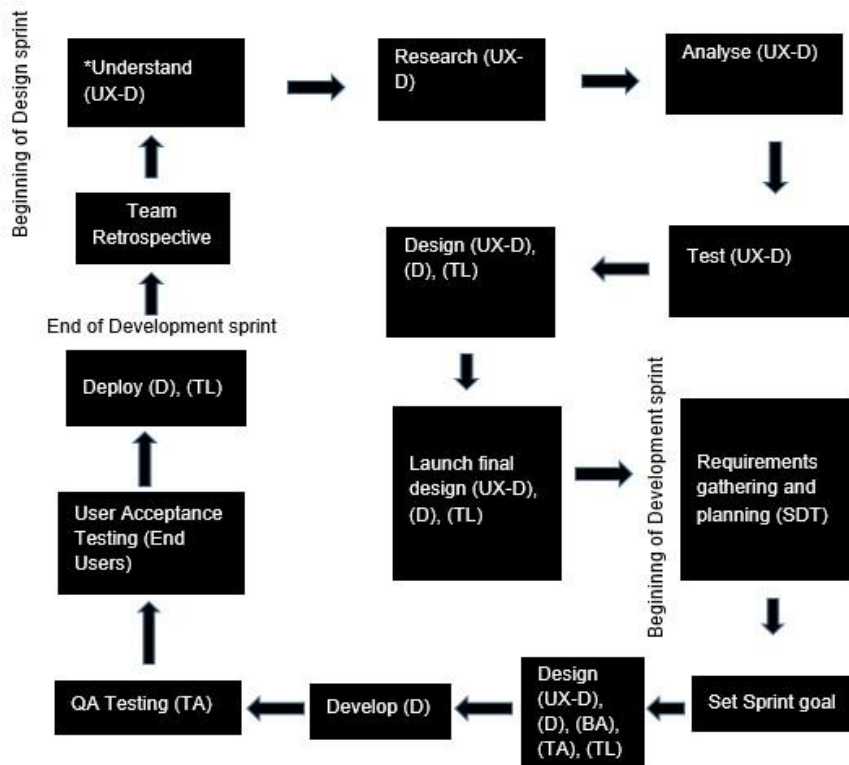 Beginning of Design sprint
*Understand
(UX-D)
Research (UX-
D)
Analyse (UX-D)
Test (UX-D)
Design (UX-D),
(D), (TL)
Launch final
design (UX-D),
(D), (TL)
Begininng of Development sprint
Requirements
gathering and
planning (SDT)
Set Sprint goal
Design
(UX-D),
(D), (BA),
(TA), (TL)
Develop (D)
QA Testing (TA)
User Acceptance
Testing (End
Users)
Deploy (D), (TL)
End of Development sprint
Team
Retrospective